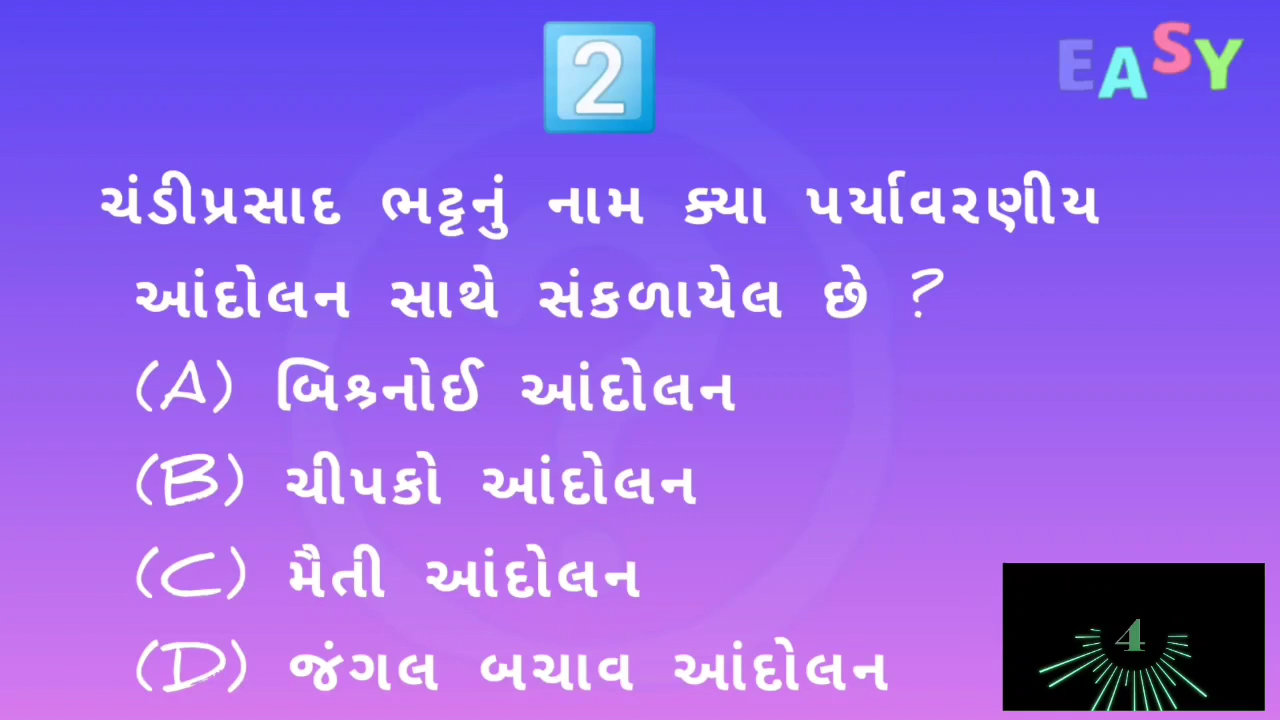 2
EASY
ચંડીપ્રસાદ ભટ્ટનું નામ ક્યા પર્યાવરણીય
આંદોલન સાથે સંકળાયેલ છે ?
(A) બિશ્નોઈ આંદોલન
(B) ચીપકો આંદોલન
(C) મૈતી આંદોલન
(D) જંગલ બચાવ આંદોલન
4